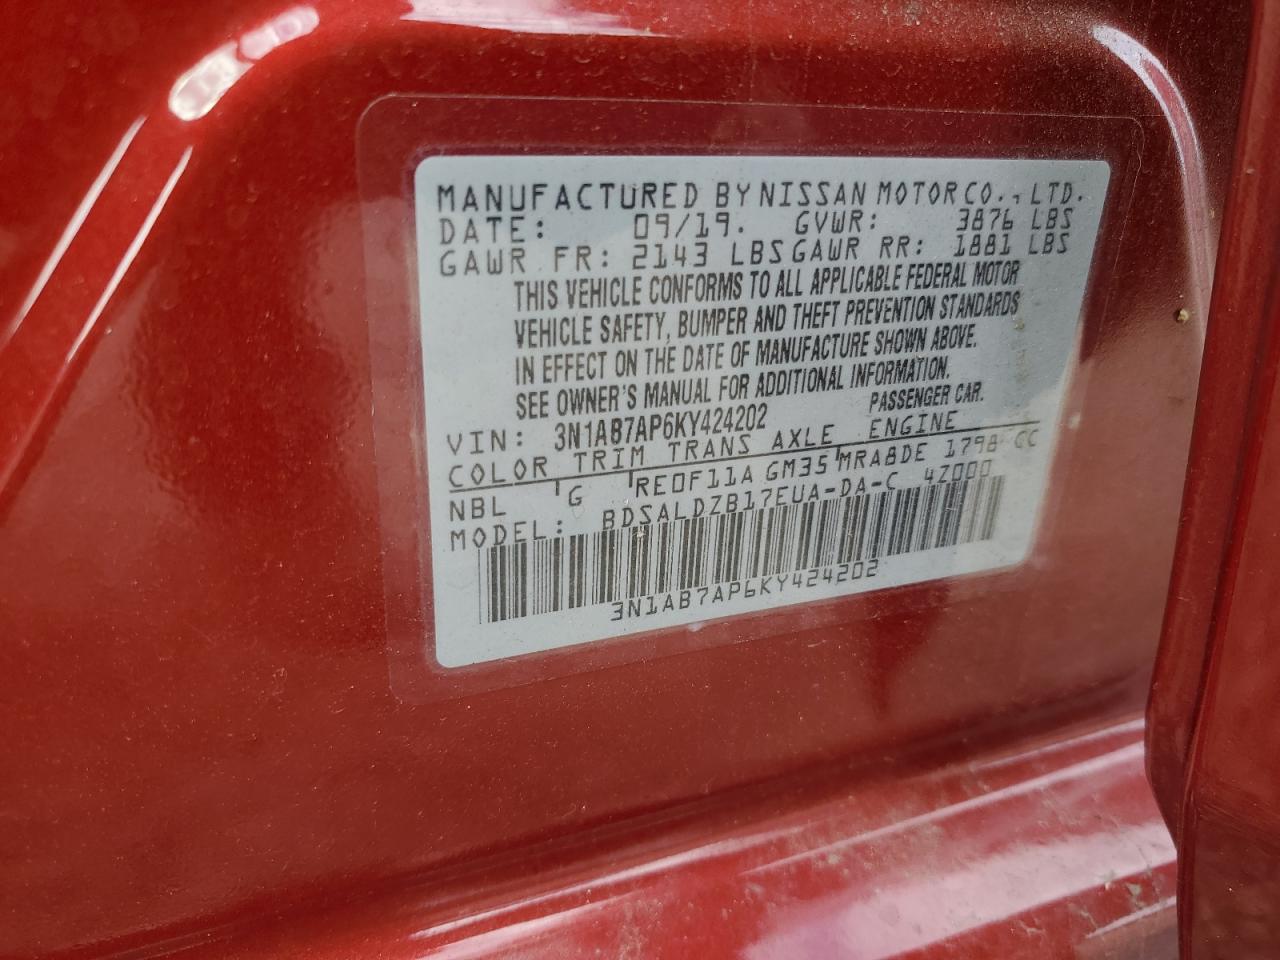 MANUFACTURED BY NISSAN MOTOR CO., LTD.
DATE: 09/19. GVWR: 3876 LBS
GAWR FR: 2143 LBS GAWR RR: 1881 LBS
THIS VEHICLE CONFORMS TO ALL APPLICABLE FEDERAL MOTOR
VEHICLE SAFETY, BUMPER AND THEFT PREVENTION STANDARDS
IN EFFECT ON THE DATE OF MANUFACTURE SHOWN ABOVE.
SEE OWNER'S MANUAL FOR ADDITIONAL INFORMATION.
VIN: 3N1AB7AP6KY424202 PASSENGER CAR.
COLOR TRIM TRANS AXLE ENGINE
NBL G RE0F11A GM35 MRA8DE 1798 CC
MODEL: BDSALDZB17EUA-DA-C 4Z000
3N1AB7AP6KY424202